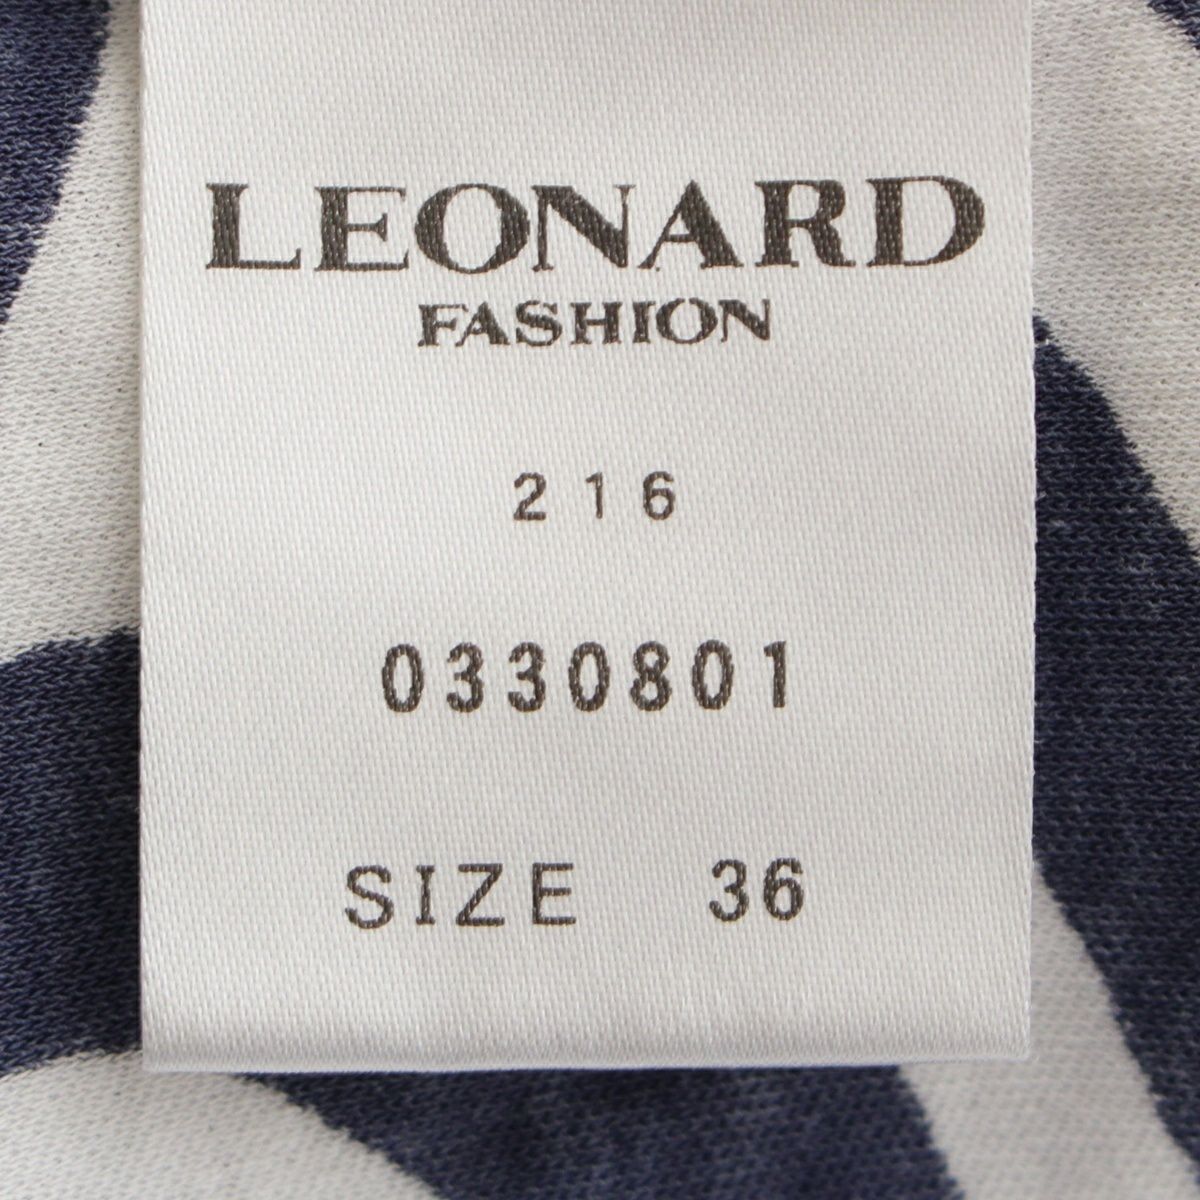 LEONARD
FASHION
216
0330801
SIZE 36